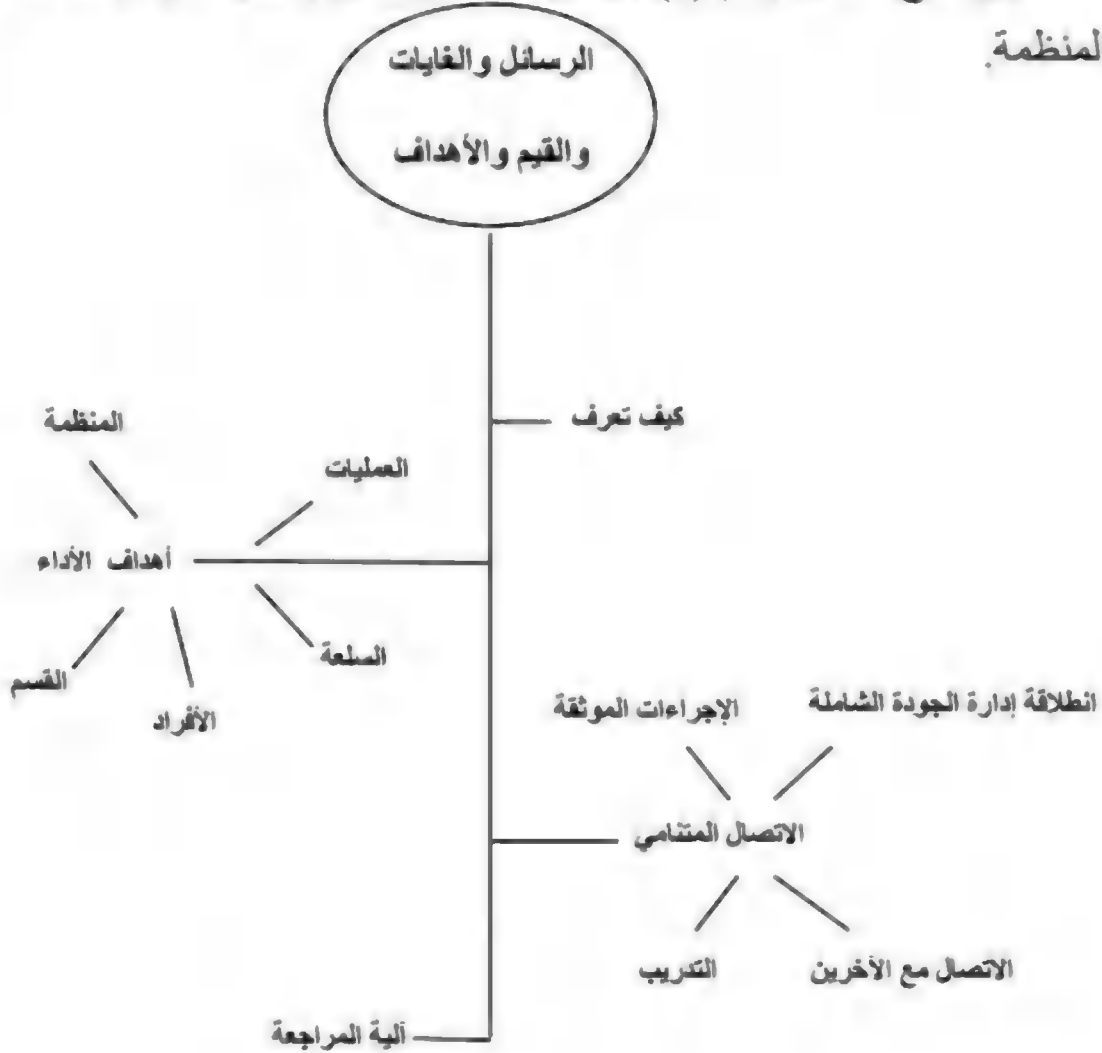 لمنظمة.
الرسائل والغايات
والقيم والأهداف
كيف تعرف
المنظمة
العمليات
أهداف الأداء
السلعة
القسم
الأفراد
انطلاقة إدارة الجودة الشاملة
الإجراءات الموثقة
الاتصال المتنامي
الاتصال مع الآخرين
التدريب
آلية المراجعة